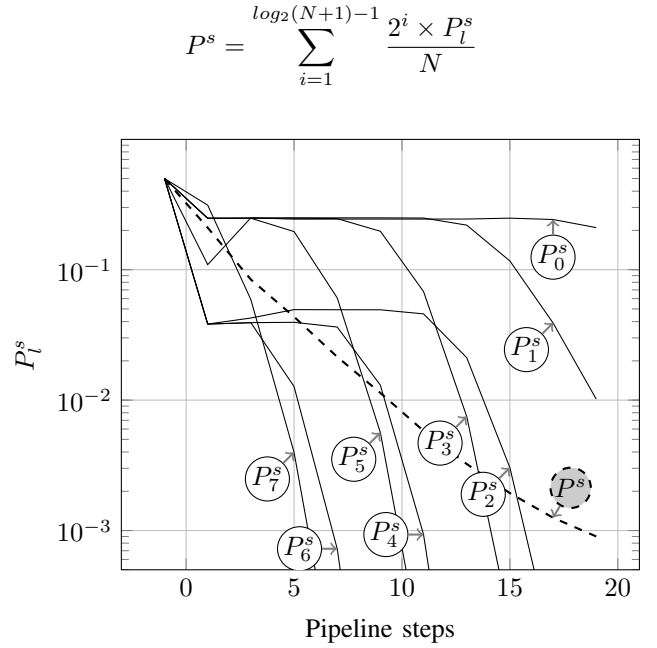 P^s = \sum_{i=1}^{log_2(N+1)-1} \frac{2^i \times P_l^s}{N}
10^{-1}
10^{-2}
10^{-3}
P_l^s
P_0^s
P_1^s
P_3^s
P_5^s
P_7^s
P_2^s
P^s
P_6^s
P_4^s
0 5 10 15 20
Pipeline steps